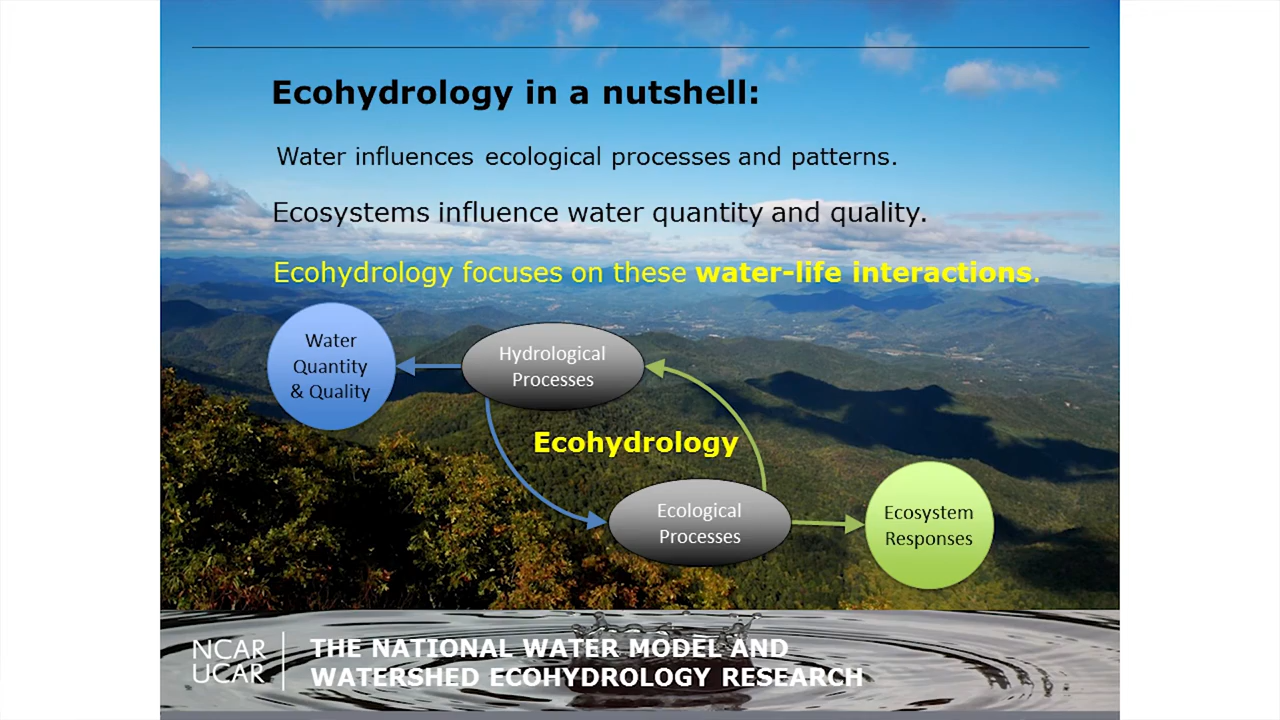 Ecohydrology in a nutshell:
Water influences ecological processes and patterns.
Ecosystems influence water quantity and quality.
Ecohydrology focuses on these water-life interactions.
Water
Quantity
& Quality
Hydrological
Processes
Ecohydrology
Ecological
Processes
Ecosystem
Responses
NCAR
UCAR
THE NATIONAL WATER MODEL AND
WATERSHED ECOHYDROLOGY RESEARCH